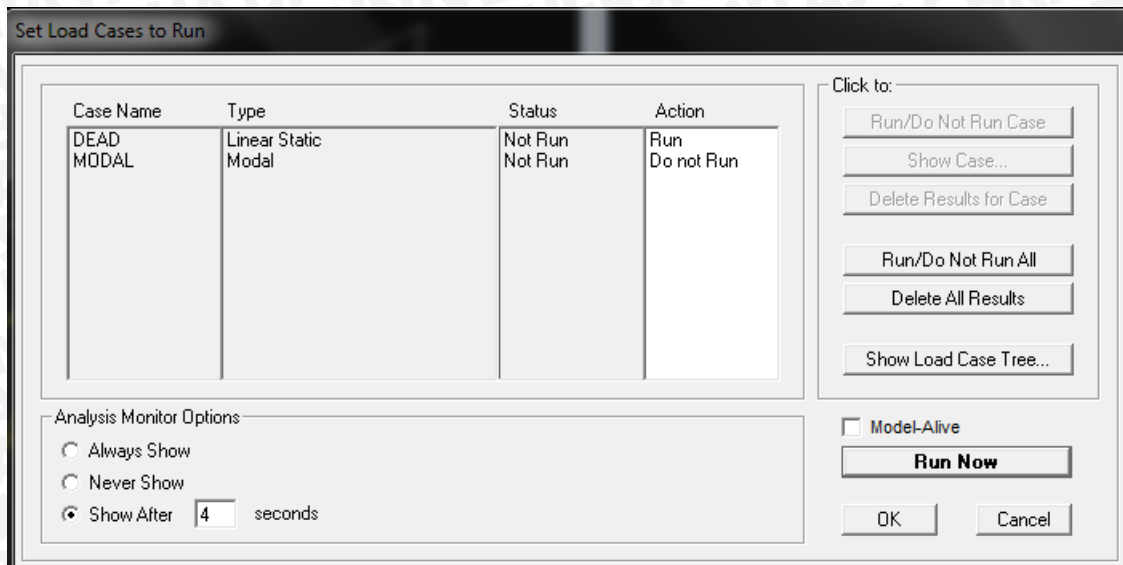 Set Load Cases to Run
Case Name Type Status Action
DEAD Linear Static Not Run Run
MODAL Modal Not Run Do not Run
Click to:
Run/Do Not Run Case
Show Case...
Delete Results for Case
Run/Do Not Run All
Delete All Results
Show Load Case Tree...
Analysis Monitor Options
Always Show
Never Show
Show After 4 seconds
Model-Alive
Run Now
OK Cancel